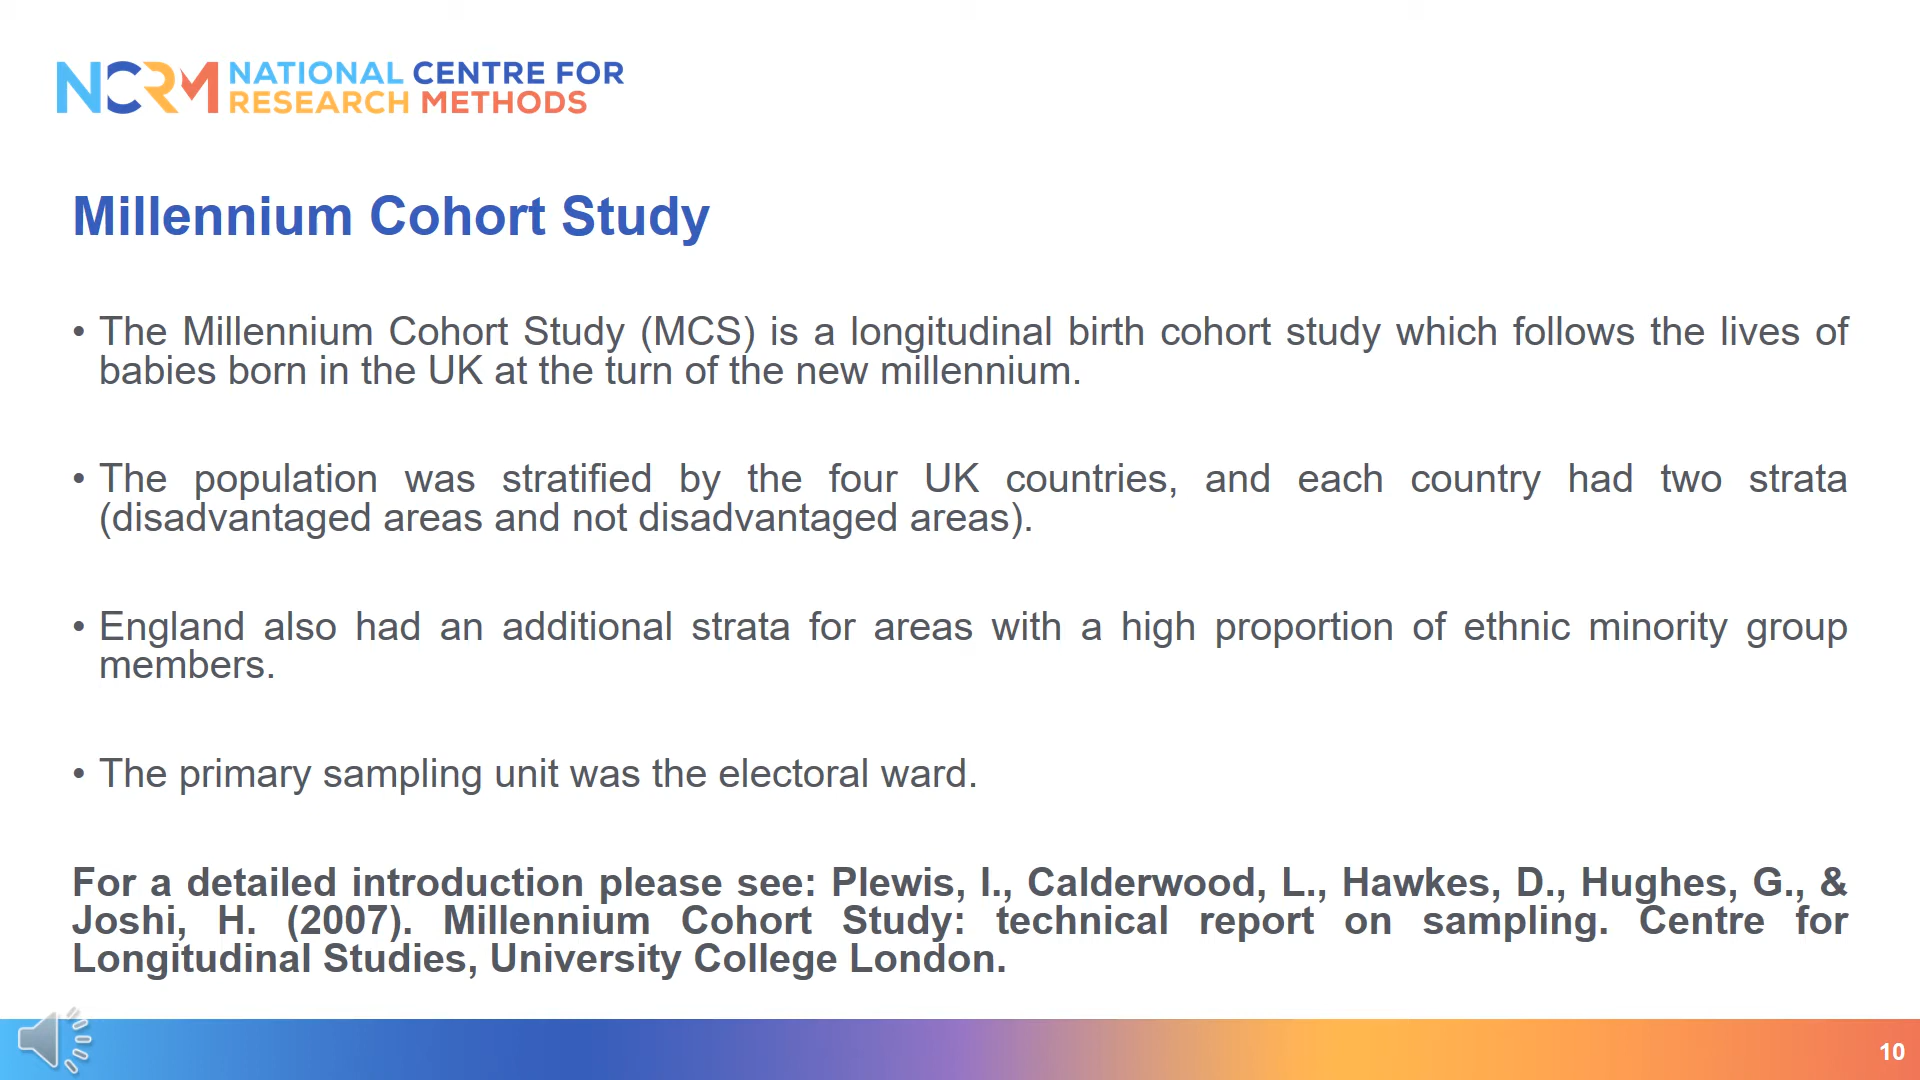 NCRM NATIONAL CENTRE FOR
RESEARCH METHODS
Millennium Cohort Study
• The Millennium Cohort Study (MCS) is a longitudinal birth cohort study which follows the lives of
babies born in the UK at the turn of the new millennium.
• The population was stratified by the four UK countries, and each country had two strata
(disadvantaged areas and not disadvantaged areas).
• England also had an additional strata for areas with a high proportion of ethnic minority group
members.
• The primary sampling unit was the electoral ward.
For a detailed introduction please see: Plewis, I., Calderwood, L., Hawkes, D., Hughes, G., &
Joshi, H. (2007). Millennium Cohort Study: technical report on sampling. Centre for
Longitudinal Studies, University College London.
10